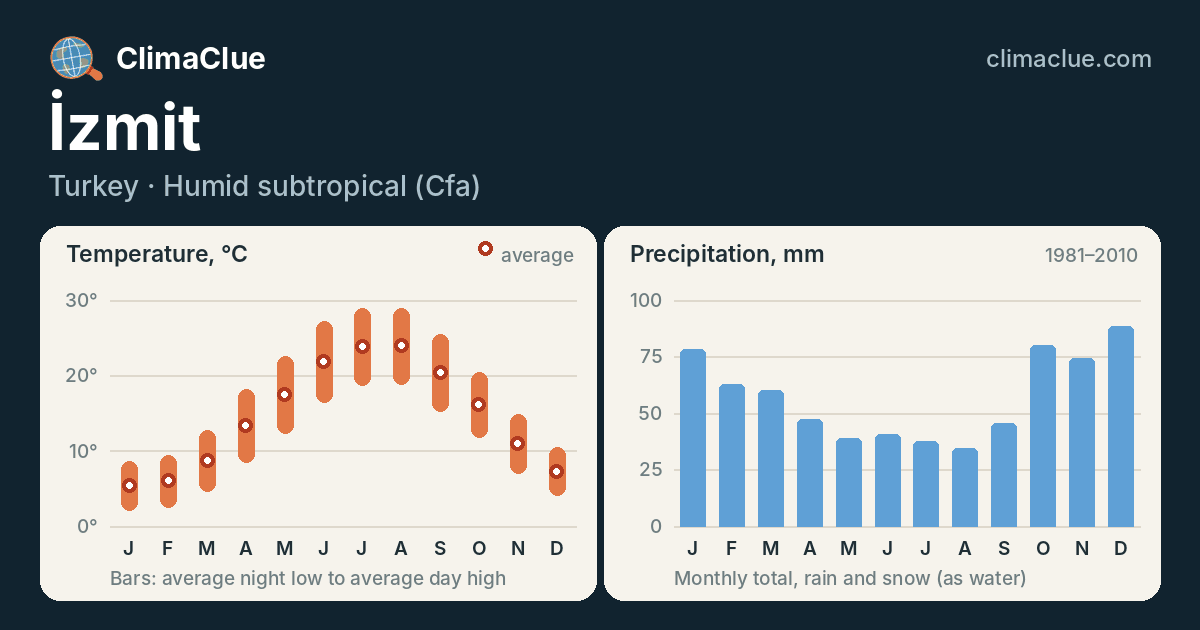 ClimaClue
climaclue.com
İzmit
Turkey · Humid subtropical (Cfa)
Temperature, °C
average
30°
20°
10°
0°
J F M A M J J A S O N D
Bars: average night low to average day high
Precipitation, mm
1981–2010
100
75
50
25
0
J F M A M J J A S O N D
Monthly total, rain and snow (as water)